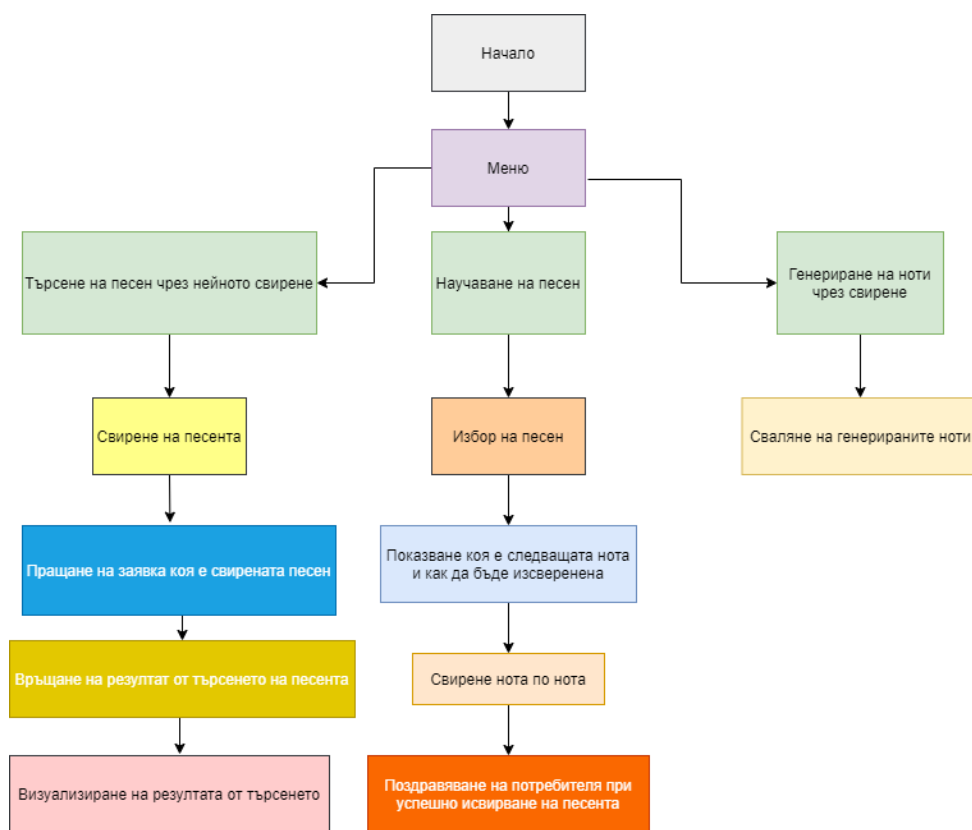 Начало
Меню
Търсене на песен чрез нейното свирене
Научаване на песен
Генериране на ноти
чрез свирене
Свирене на песента
Избор на песен
Сваляне на генерираните ноти
Пращане на заявка коя е свирената песен
Показване коя е следващата нота
и как да бъде изсверенена
Връщане на резултат от търсенето на песента
Свирене нота по нота
Визуализиране на резултата от търсенето
Поздравяване на потребителя при
успешно исвирване на песента